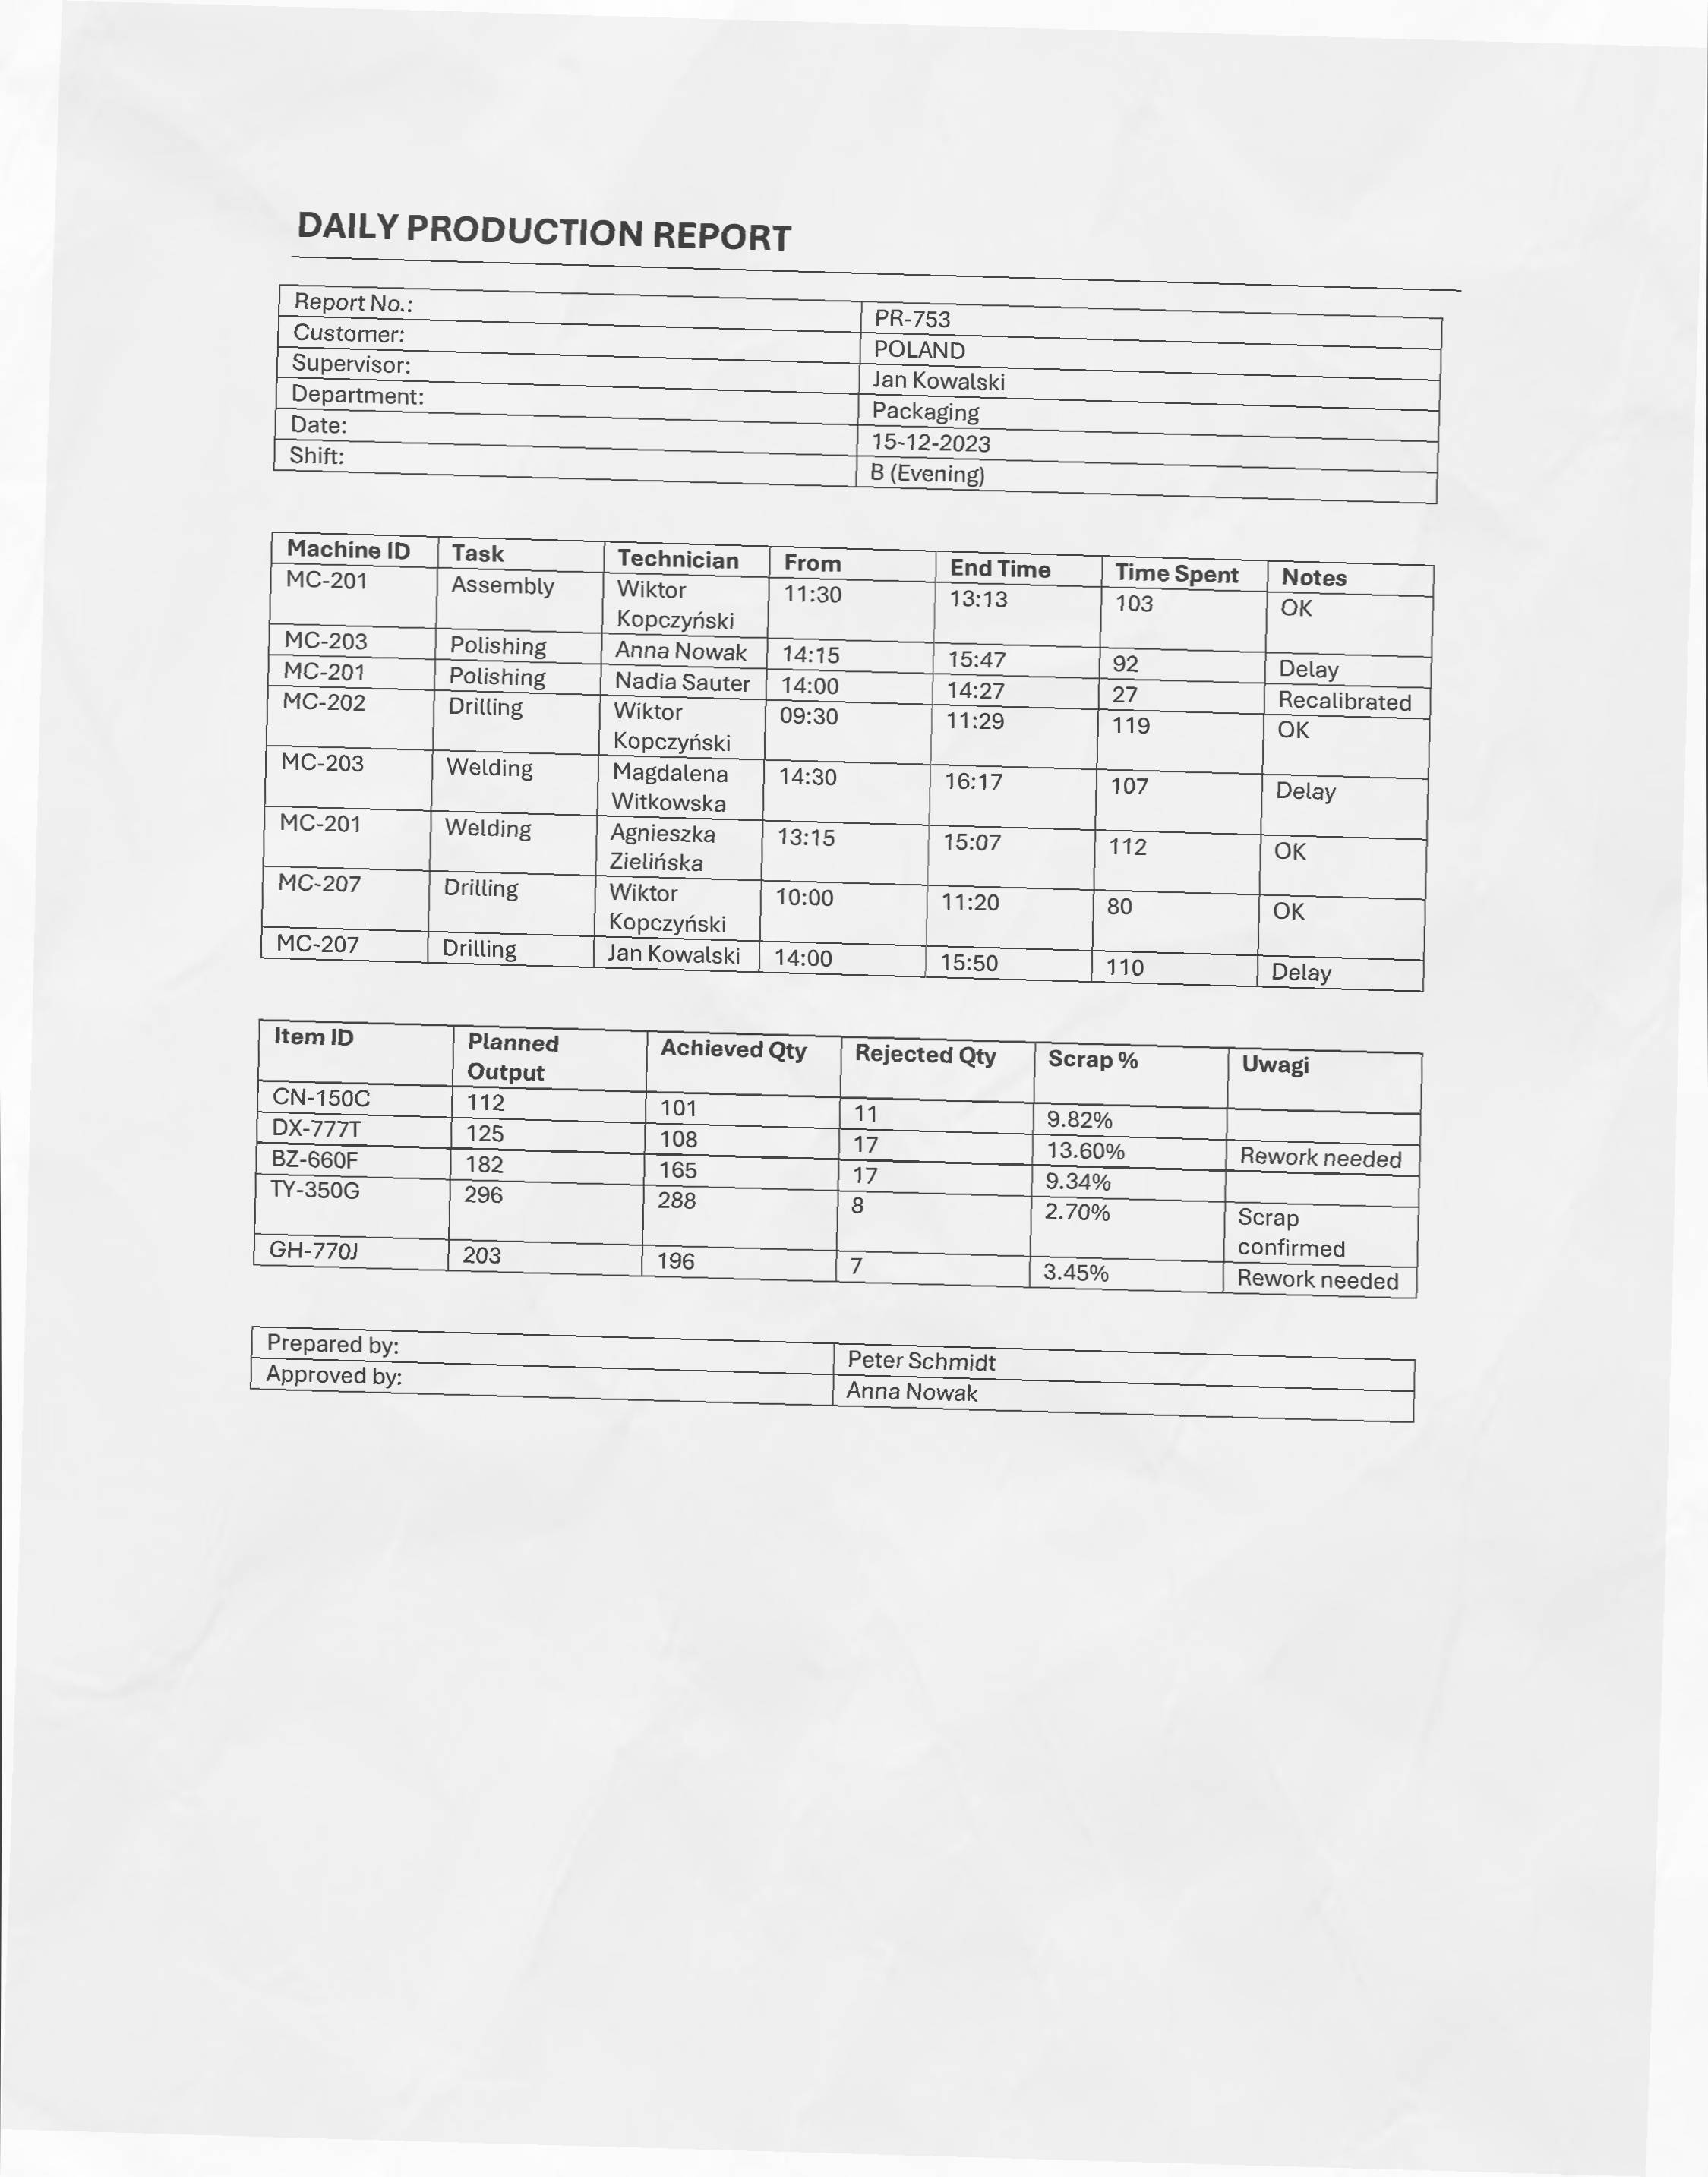 DAILY PRODUCTION REPORT
Report No.: PR-753
Customer: POLAND
Supervisor: Jan Kowalski
Department: Packaging
Date: 15-12-2023
Shift: B (Evening)
Machine ID Task Technician From End Time Time Spent Notes
MC-201 Assembly Wiktor 11:30 13:13 103 OK
Kopczyński
MC-203 Polishing Anna Nowak 14:15 15:47 92 Delay
MC-201 Polishing Nadia Sauter 14:00 14:27 27 Recalibrated
MC-202 Drilling Wiktor 09:30 11:29 119 OK
Kopczyński
MC-203 Welding Magdalena 14:30 16:17 107 Delay
Witkowska
MC-201 Welding Agnieszka 13:15 15:07 112 OK
Zielińska
MC-207 Drilling Wiktor 10:00 11:20 80 OK
Kopczyński
MC-207 Drilling Jan Kowalski 14:00 15:50 110 Delay
Item ID Planned Achieved Qty Rejected Qty Scrap % Uwagi
Output
CN-150C 112 101 11 9.82%
DX-777T 125 108 17 13.60% Rework needed
BZ-660F 182 165 17 9.34%
TY-350G 296 288 8 2.70% Scrap
confirmed
GH-770J 203 196 7 3.45% Rework needed
Prepared by: Peter Schmidt
Approved by: Anna Nowak